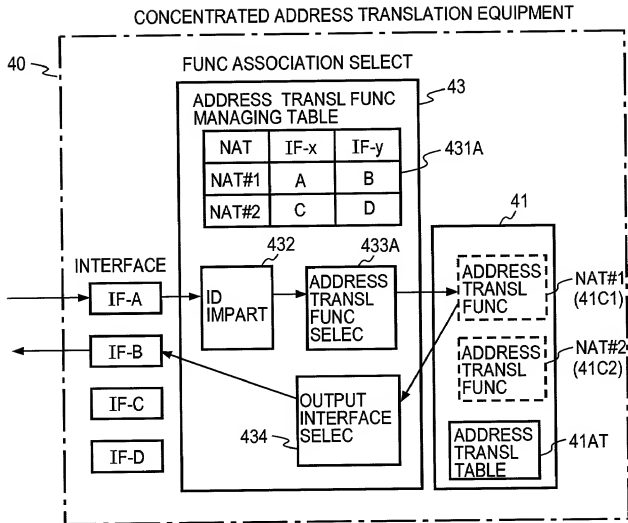 CONCENTRATED ADDRESS TRANSLATION EQUIPMENT
40
FUNC ASSOCIATION SELECT
43
ADDRESS TRANSL FUNC
MANAGING TABLE
NAT IF-x IF-y
NAT#1 A B
NAT#2 C D
431A
41
432
433A
INTERFACE
IF-A
IF-B
IF-C
IF-D
ID
IMPART
ADDRESS
TRANSL
FUNC
SELEC
ADDRESS
TRANSL
FUNC
NAT#1
(41C1)
ADDRESS
TRANSL
FUNC
NAT#2
(41C2)
OUTPUT
INTERFACE
SELEC
434
ADDRESS
TRANSL
TABLE
41AT